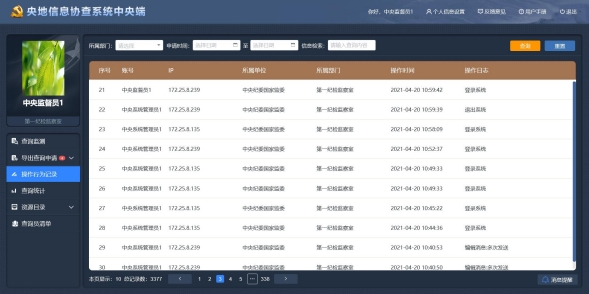 央地信息协查系统中央端
你好，中央监督员1 个人信息设置 反馈意见 用户手册 退出
所属部门： 请选择 申请时间： 选择日期 至 选择日期 信息检索： 请输入查询内容 查询 重置
中央监督员1
第一纪检监察室
查询监测
导出查询申请
操作行为记录
查询统计
资源目录
查询员清单
序号 账号 IP 所属单位 所属部门 操作时间 操作日志
21 中央监督员1 172.25.8.239 中央纪委国家监委 第一纪检监察室 2021-04-20 10:59:42 登录系统
22 中央系统管理员1 172.25.8.239 中央纪委国家监委 第一纪检监察室 2021-04-20 10:59:39 退出系统
23 中央系统管理员1 172.25.8.135 中央纪委国家监委 第一纪检监察室 2021-04-20 10:58:09 登录系统
24 中央系统管理员1 172.25.8.239 中央纪委国家监委 第一纪检监察室 2021-04-20 10:52:37 登录系统
25 中央系统管理员1 172.25.8.135 中央纪委国家监委 第一纪检监察室 2021-04-20 10:49:33 登录系统
26 中央系统管理员1 172.25.8.239 中央纪委国家监委 第一纪检监察室 2021-04-20 10:49:33 登录系统
27 中央系统管理员1 172.25.8.135 中央纪委国家监委 第一纪检监察室 2021-04-20 10:45:22 登录系统
28 中央系统管理员1 172.25.8.239 中央纪委国家监委 第一纪检监察室 2021-04-20 10:44:36 登录系统
29 中央系统管理员1 172.25.8.239 中央纪委国家监委 第一纪检监察室 2021-04-20 10:40:53 编辑消息:多次发送
30 中央系统管理员1 172.25.8.239 中央纪委国家监委 第一纪检监察室 2021-04-20 10:40:50 编辑消息:多次发送
本页显示：10 总记录数：3377 < 1 2 3 4 5 ··· 338 >
消息提醒